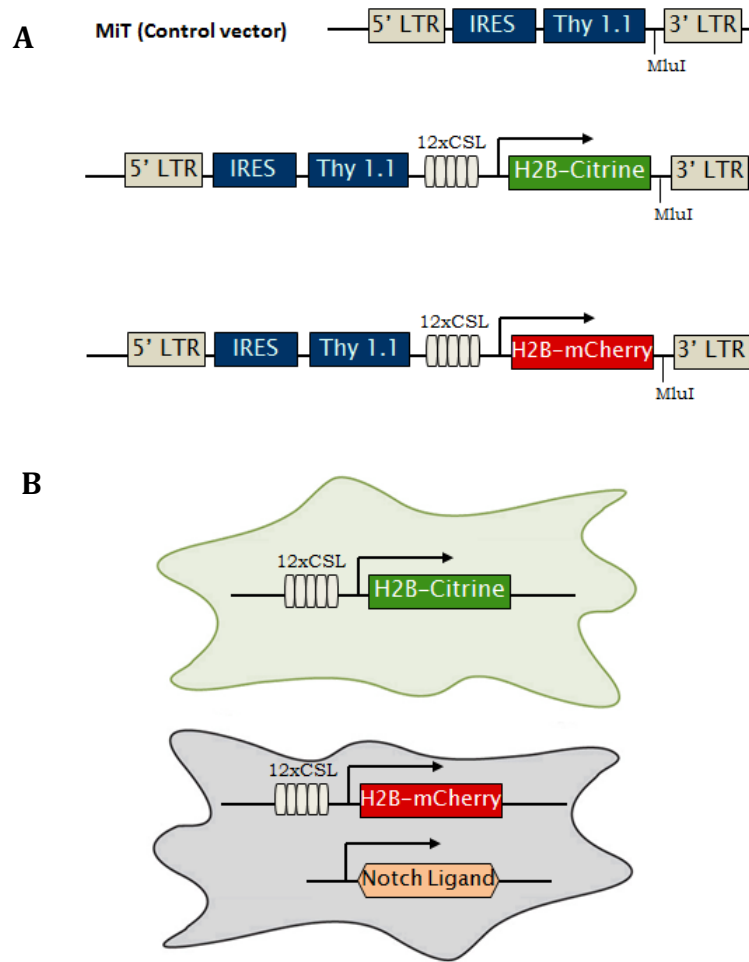 A
MiT (Control vector)
5' LTR IRES Thy 1.1 3' LTR
MluI
12xCSL
5' LTR IRES Thy 1.1 H2B-Citrine 3' LTR
MluI
12xCSL
5' LTR IRES Thy 1.1 H2B-mCherry 3' LTR
MluI
B
12xCSL
H2B-Citrine
12xCSL
H2B-mCherry
Notch Ligand